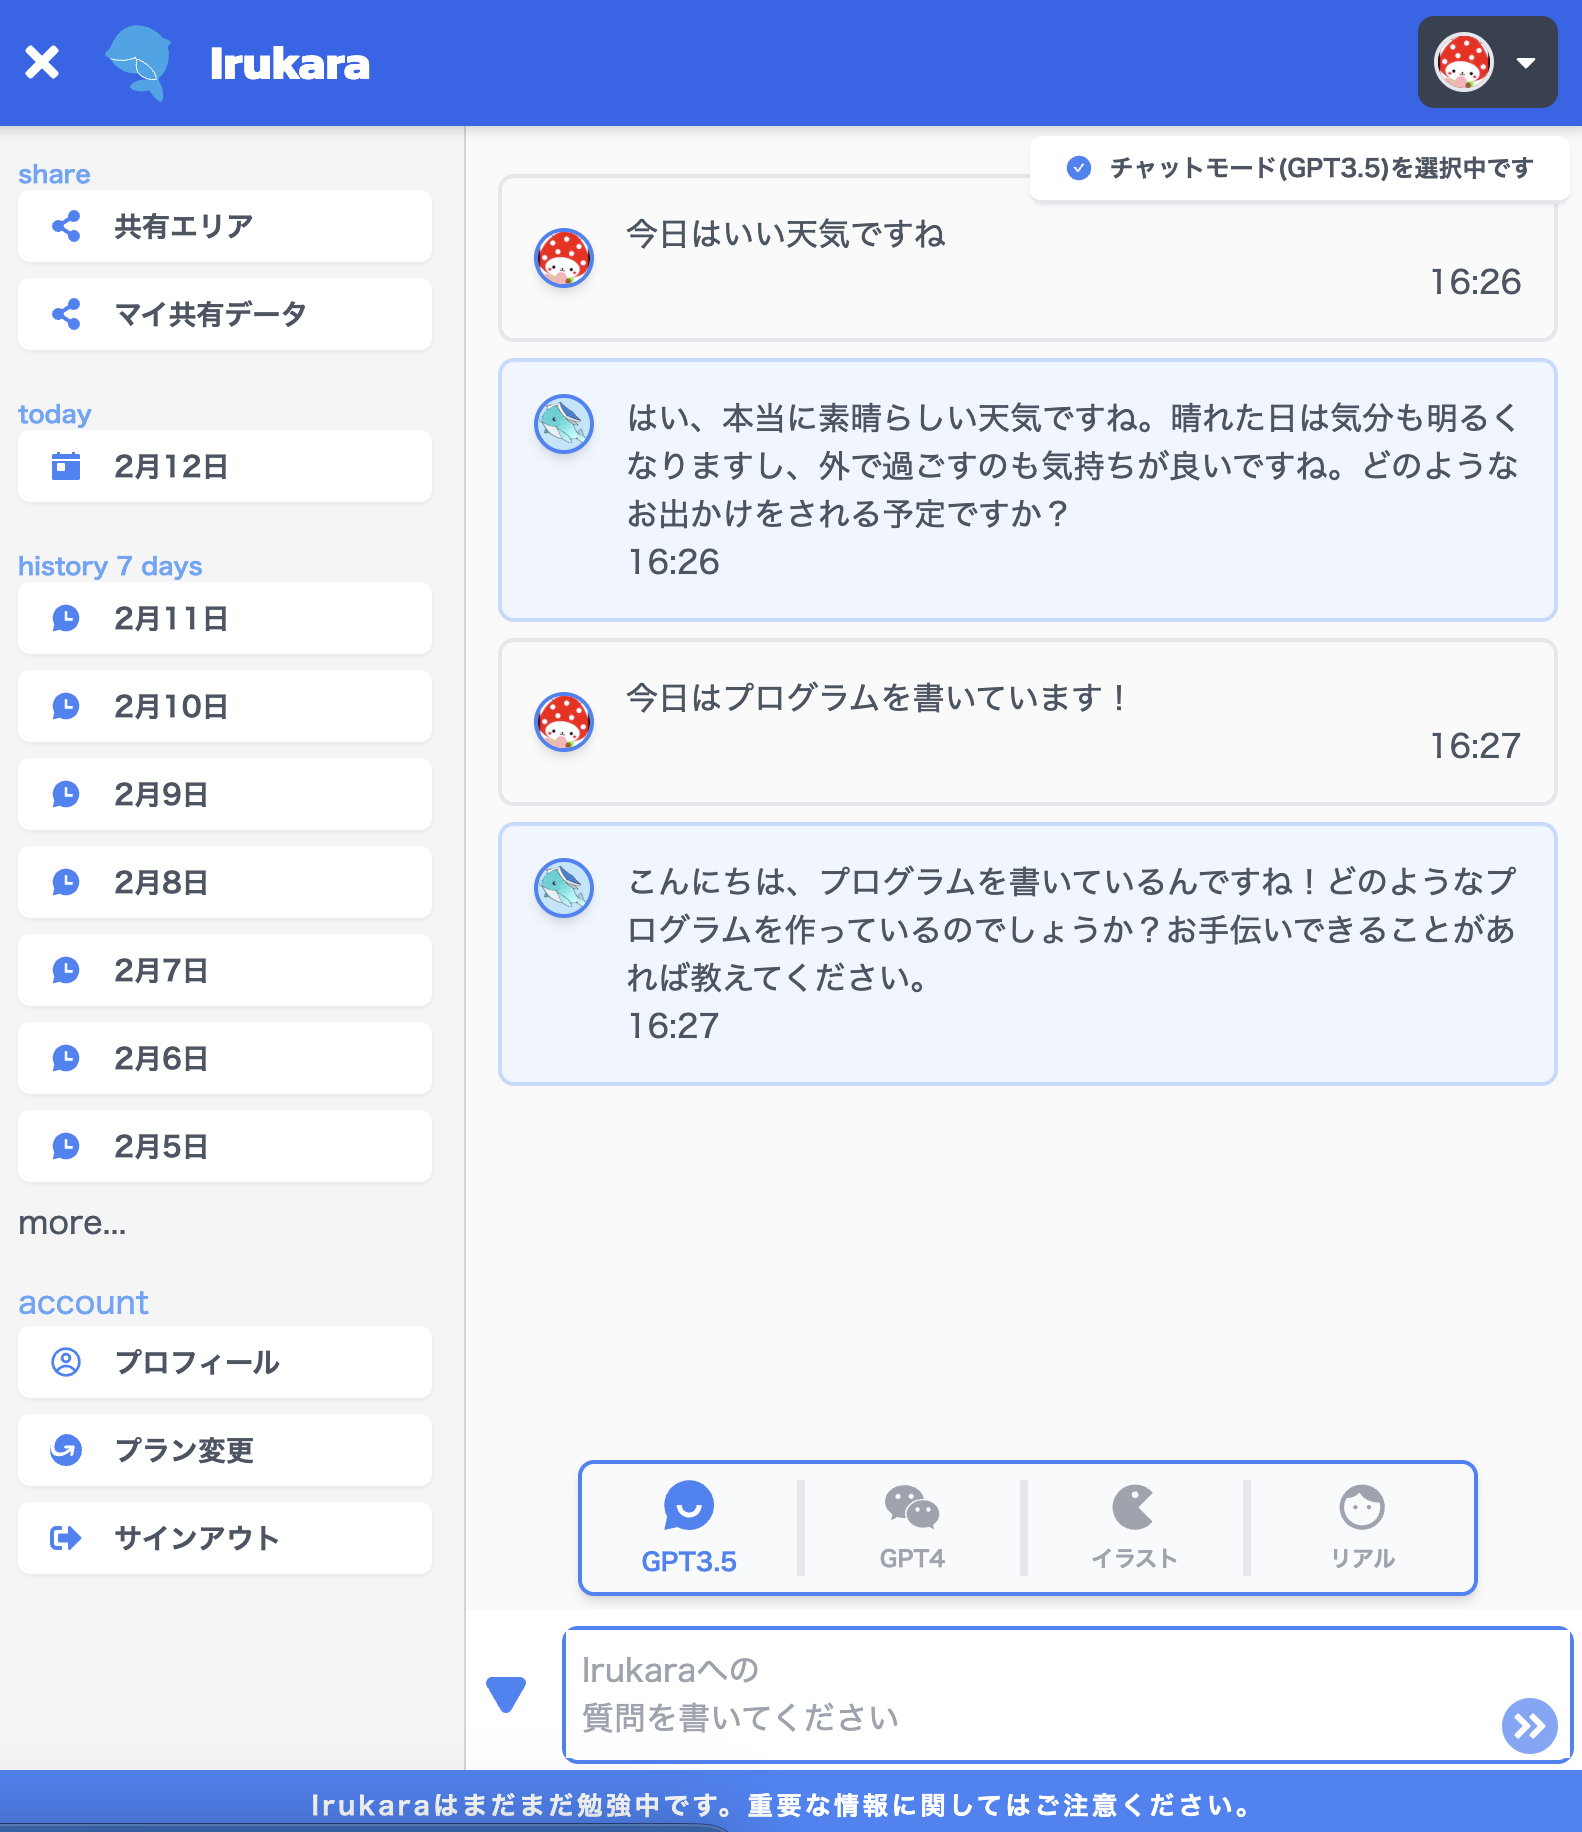 Irukara
share
共有エリア
マイ共有データ
today
2月12日
history 7 days
2月11日
2月10日
2月9日
2月8日
2月7日
2月6日
2月5日
more...
account
プロフィール
プラン変更
サインアウト
チャットモード(GPT3.5)を選択中です
今日はいい天気ですね
16:26
はい、本当に素晴らしい天気ですね。晴れた日は気分も明るく
なりますし、外で過ごすのも気持ちが良いですね。どのような
お出かけをされる予定ですか？
16:26
今日はプログラムを書いています！
16:27
こんにちは、プログラムを書いているんですね！どのようなプ
ログラムを作っているのでしょうか？お手伝いできることがあ
れば教えてください。
16:27
GPT3.5
GPT4
イラスト
リアル
Irukaraへの
質問を書いてください
Irukaraはまだまだ勉強中です。重要な情報に関してはご注意ください。